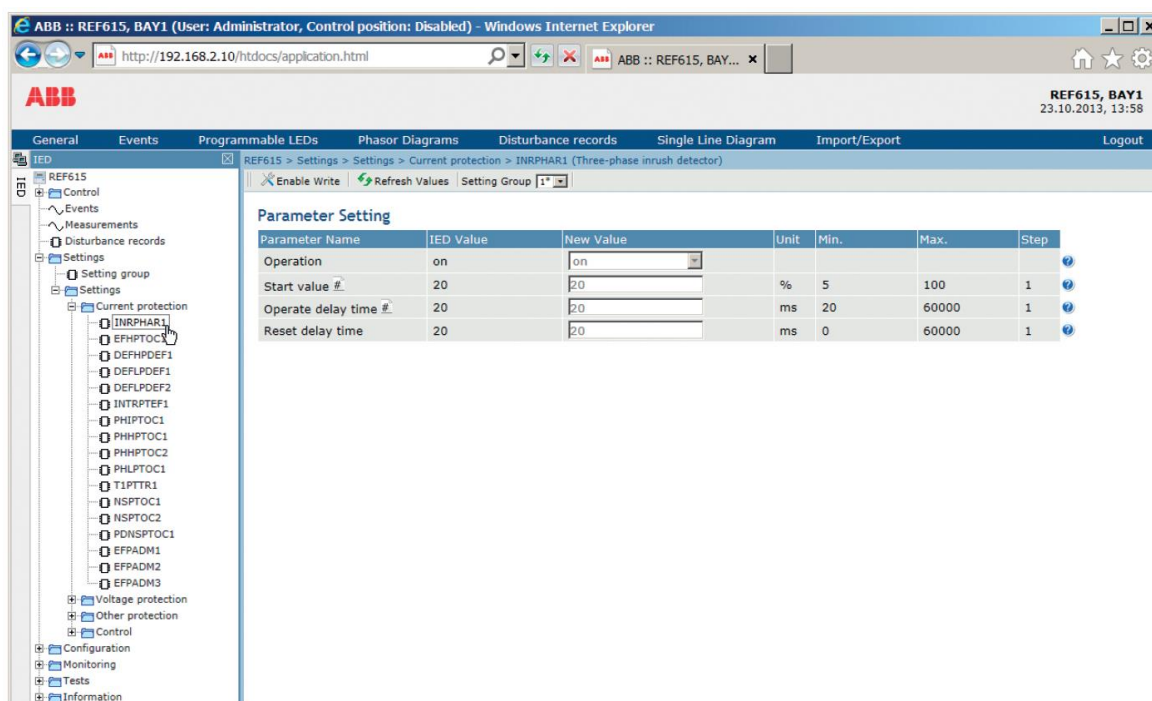 ABB :: REF615, BAY1 (User: Administrator, Control position: Disabled) - Windows Internet Explorer
http://192.168.2.10/htdocs/application.html
ABB :: REF615, BAY...
ABB
REF615, BAY1
23.10.2013, 13:58
General Events Programmable LEDs Phasor Diagrams Disturbance records Single Line Diagram Import/Export Logout
IED
IED
REF615 > Settings > Settings > Current protection > INRPHAR1 (Three-phase inrush detector)
Enable Write Refresh Values Setting Group 1*
REF615
Control
Events
Measurements
Disturbance records
Settings
Setting group
Settings
Current protection
INRPHAR1
EFHPTOC1
DEFHPDEF1
DEFLPDEF1
DEFLPDEF2
INTRPTEF1
PHIPTOC1
PHHPTOC1
PHHPTOC2
PHLPTOC1
T1PTTR1
NSPTOC1
NSPTOC2
PDNSPTOC1
EFPADM1
EFPADM2
EFPADM3
Voltage protection
Other protection
Control
Configuration
Monitoring
Tests
Information
Parameter Setting
Parameter Name IED Value New Value Unit Min. Max. Step
Operation on on
Start value # 20 20 % 5 100 1
Operate delay time # 20 20 ms 20 60000 1
Reset delay time 20 20 ms 0 60000 1